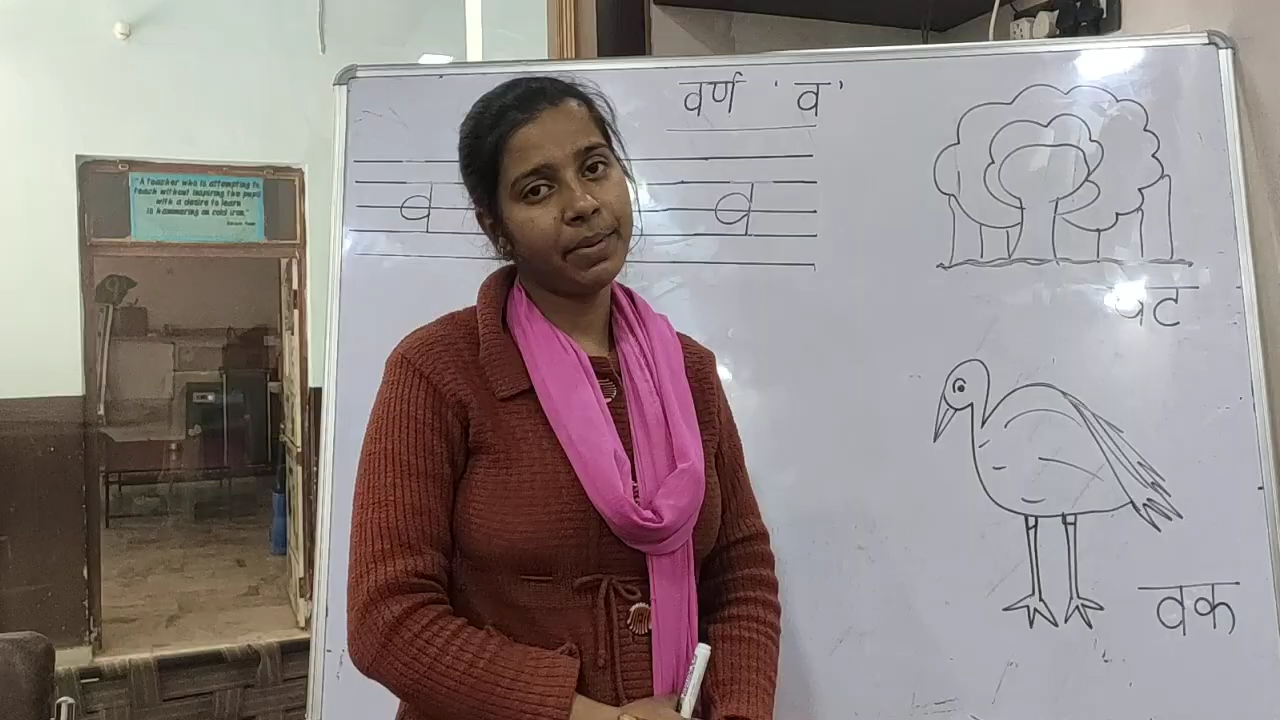 "A teacher who is attempting to
teach without inspiring the pupil
with a desire to learn
is hammering on cold iron."
वर्ण 'व'
व व
वट
वक